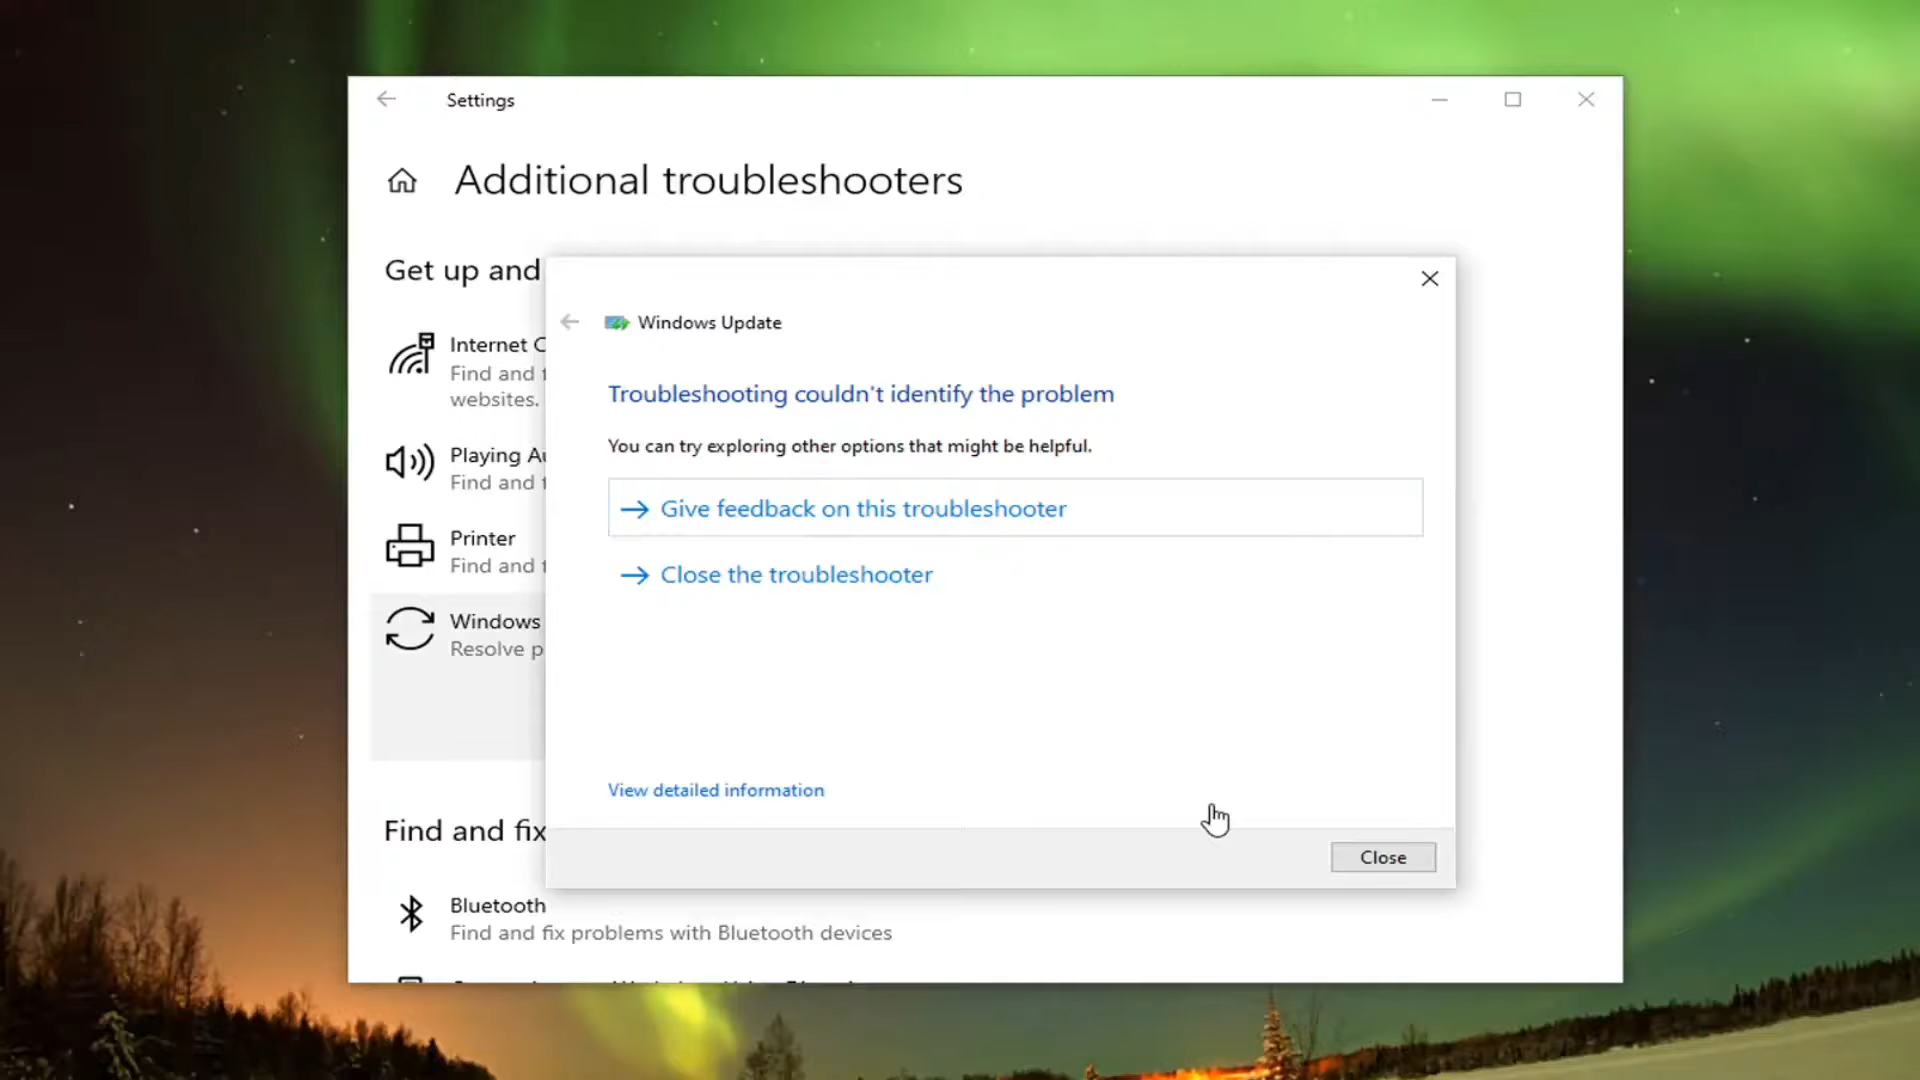 Settings
Additional troubleshooters
Get up and
Internet C
Find and
websites.
Playing Au
Find and
Printer
Find and
Windows
Resolve p
Find and fix
Bluetooth
Find and fix problems with Bluetooth devices
Windows Update
Troubleshooting couldn't identify the problem
You can try exploring other options that might be helpful.
Give feedback on this troubleshooter
Close the troubleshooter
View detailed information
Close